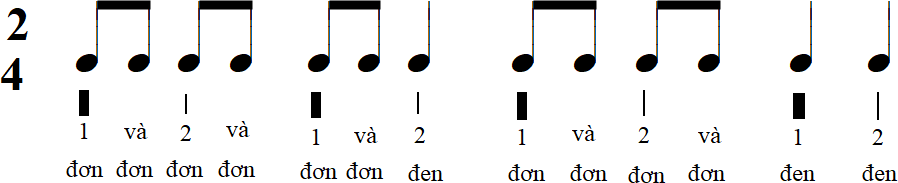 2
4
1 và 2 và 1 và 2 1 và 2 và 1 2
đơn đơn đơn đơn đơn đơn đen đơn đơn đơn đơn đen đen